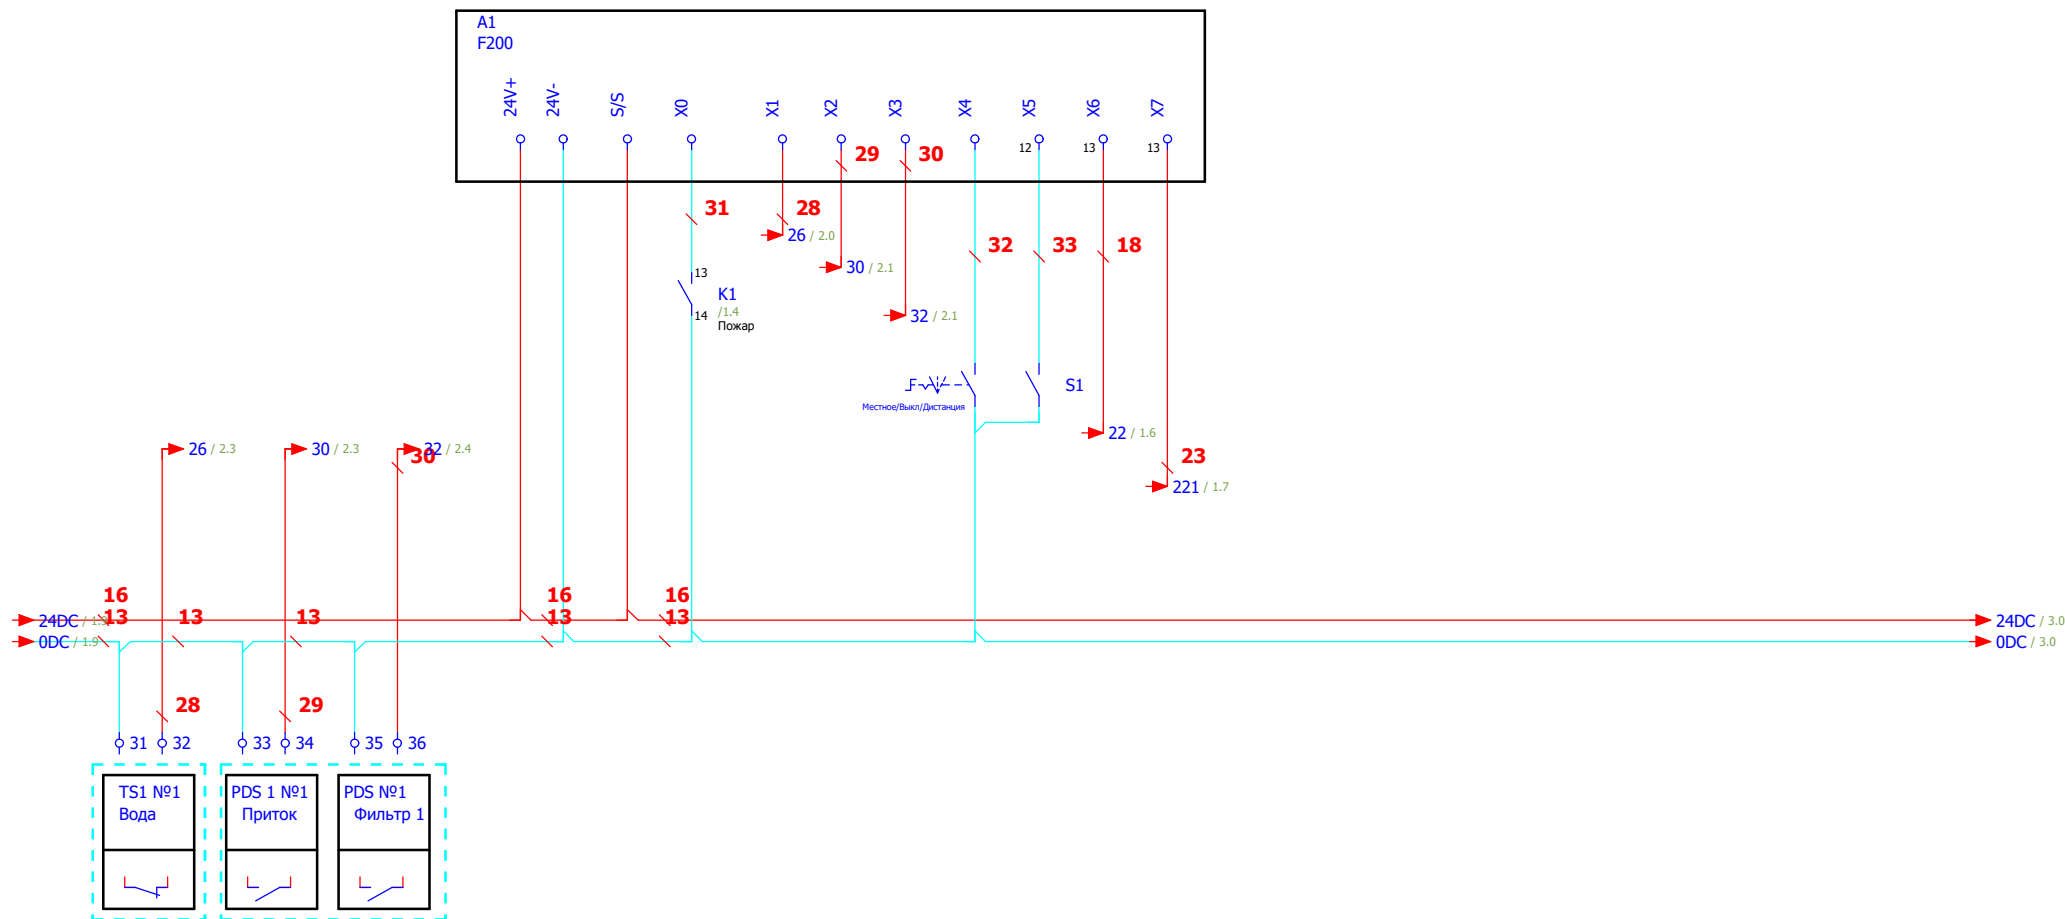 A1
F200
24V+
24V-
S/S
X0
X1
X2
X3
X4
X5
X6
X7
12
13
13
29
30
31
28
26 / 2.0
32
33
18
30 / 2.1
13
K1
/1.4
14
Пожар
32 / 2.1
S1
Местное/Выкл/Дистанция
22 / 1.6
26 / 2.3
30 / 2.3
32 / 2.4
30
23
221 / 1.7
16
16
16
13
13
13
13
13
24DC / 1.9
24DC / 3.0
0DC / 1.9
0DC / 3.0
28
29
31
32
33
34
35
36
TS1 №1
Вода
PDS 1 №1
Приток
PDS №1
Фильтр 1